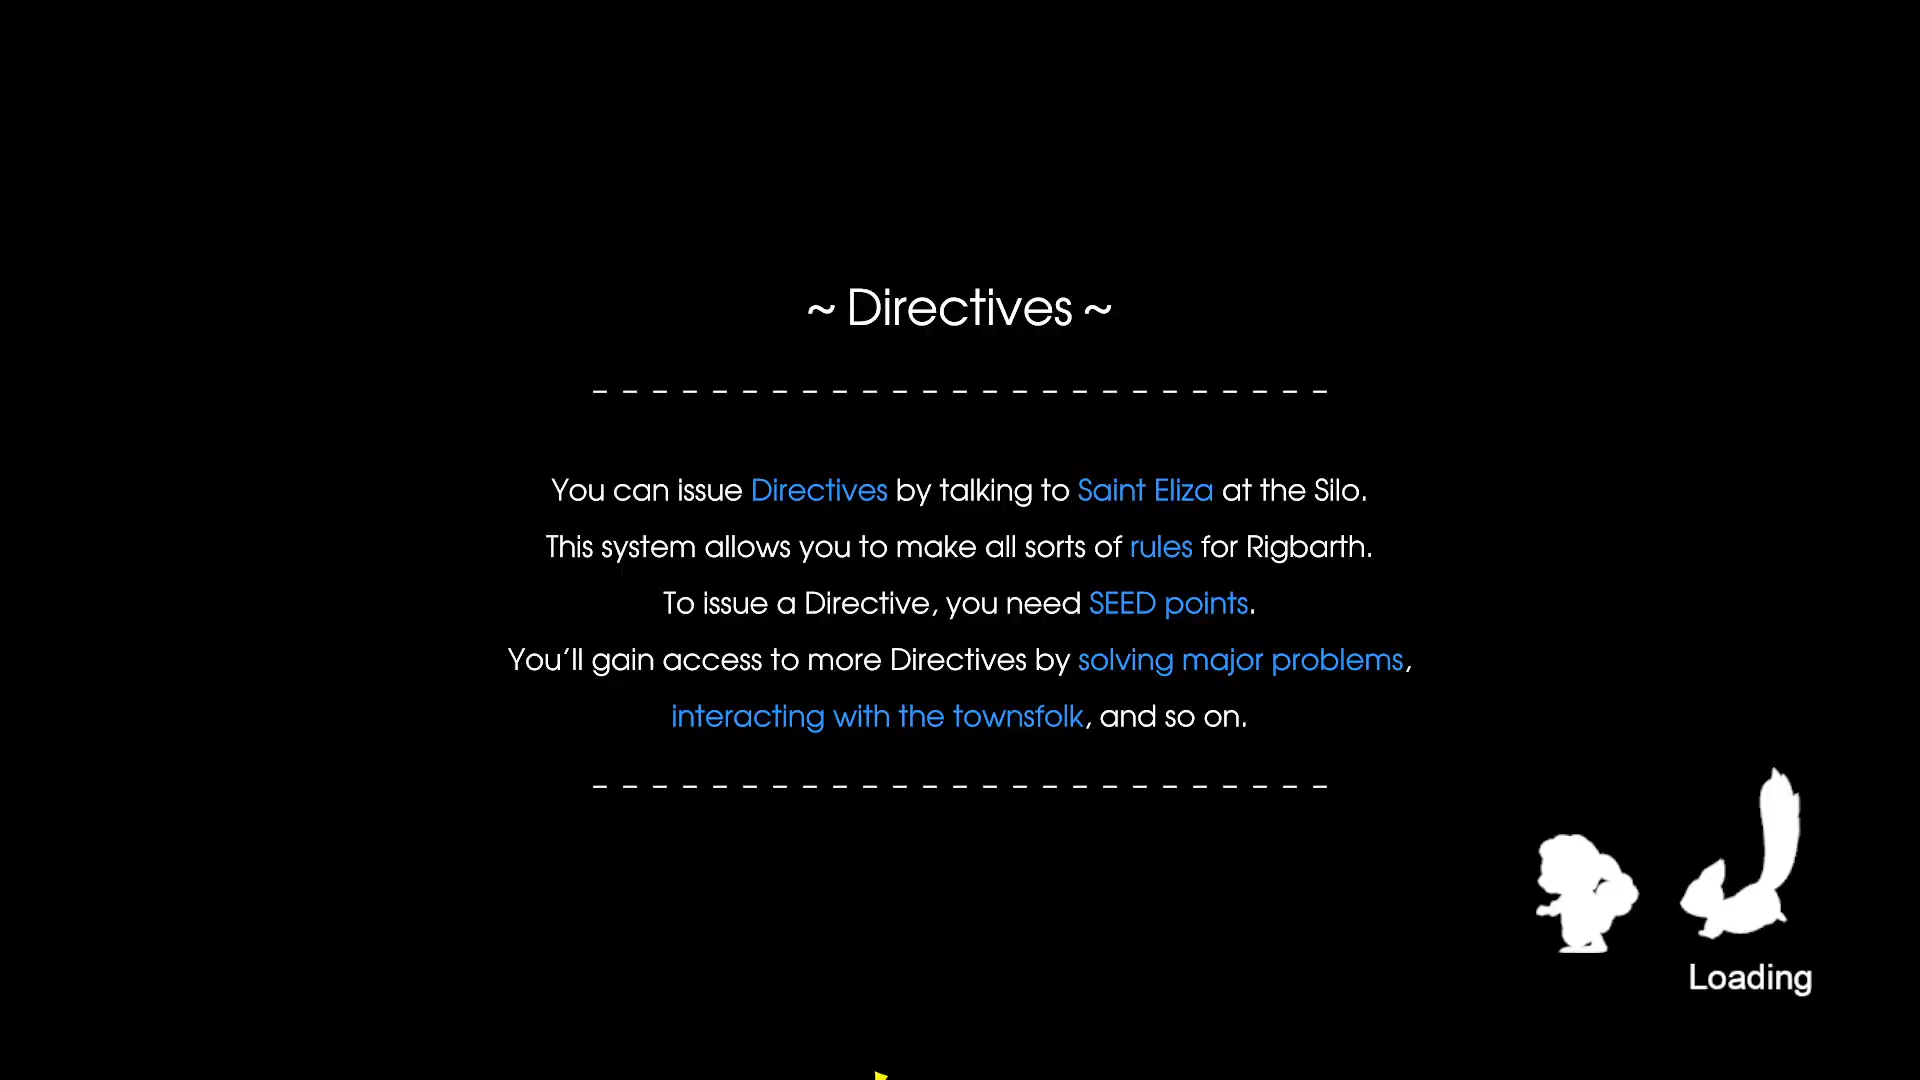 ~ Directives ~
– – – – – – – – – – – – – – – – – – – – – – – – –
You can issue Directives by talking to Saint Eliza at the Silo.
This system allows you to make all sorts of rules for Rigbarth.
To issue a Directive, you need SEED points.
You’ll gain access to more Directives by solving major problems,
interacting with the townsfolk, and so on.
– – – – – – – – – – – – – – – – – – – – – – – – –
Loading